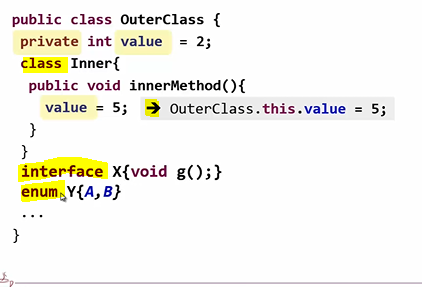 public class OuterClass {
private int value = 2;
class Inner{
public void innerMethod(){
value = 5; ➔ OuterClass.this.value = 5;
}
}
interface X{void g();}
enum Y{A,B}
...
}